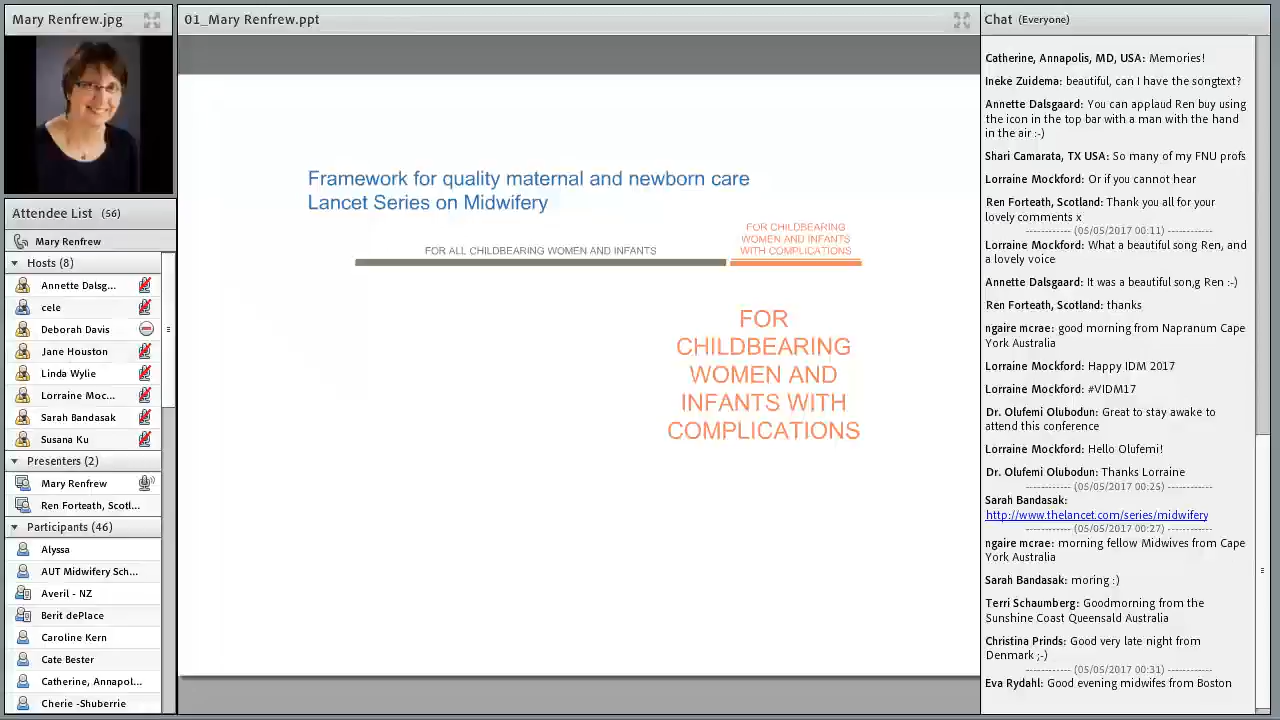 Mary Renfrew.jpg
Attendee List (56)
Mary Renfrew
Hosts (8)
Annette Dalsg...
cele
Deborah Davis
Jane Houston
Linda Wylie
Lorraine Moc...
Sarah Bandasak
Susana Ku
Presenters (2)
Mary Renfrew
Ren Forteath, Scotl...
Participants (46)
Alyssa
AUT Midwifery Sch...
Averil - NZ
Berit dePlace
Caroline Kern
Cate Bester
Catherine, Annapol...
Cherie -Shuberrie
01_Mary Renfrew.ppt
Framework for quality maternal and newborn care
Lancet Series on Midwifery
FOR ALL CHILDBEARING WOMEN AND INFANTS
FOR CHILDBEARING
WOMEN AND INFANTS
WITH COMPLICATIONS
FOR
CHILDBEARING
WOMEN AND
INFANTS WITH
COMPLICATIONS
Chat (Everyone)
Catherine, Annapolis, MD, USA: Memories!
Ineke Zuidema: beautiful, can I have the songtext?
Annette Dalsgaard: You can applaud Ren buy using
the icon in the top bar with a man with the hand
in the air :-)
Shari Camarata, TX USA: So many of my FNU profs
Lorraine Mockford: Or if you cannot hear
Ren Forteath, Scotland: Thank you all for your
lovely comments x
------------ (05/05/2017 00:11) ------------
Lorraine Mockford: What a beautiful song Ren, and
a lovely voice
Annette Dalsgaard: It was a beautiful son,g Ren :-)
Ren Forteath, Scotland: thanks
ngaire mcrae: good morning from Napranum Cape
York Australia
Lorraine Mockford: Happy IDM 2017
Lorraine Mockford: #VIDM17
Dr. Olufemi Olubodun: Great to stay awake to
attend this conference
Lorraine Mockford: Hello Olufemi!
Dr. Olufemi Olubodun: Thanks Lorraine
------------ (05/05/2017 00:25) ------------
Sarah Bandasak:
http://www.thelancet.com/series/midwifery
------------ (05/05/2017 00:27) ------------
ngaire mcrae: morning fellow Midwives from Cape
York Australia
Sarah Bandasak: moring :)
Terri Schaumberg: Goodmorning from the
Sunshine Coast Queensald Australia
Christina Prinds: Good very late night from
Denmark ;-)
------------ (05/05/2017 00:31) ------------
Eva Rydahl: Good evening midwifes from Boston